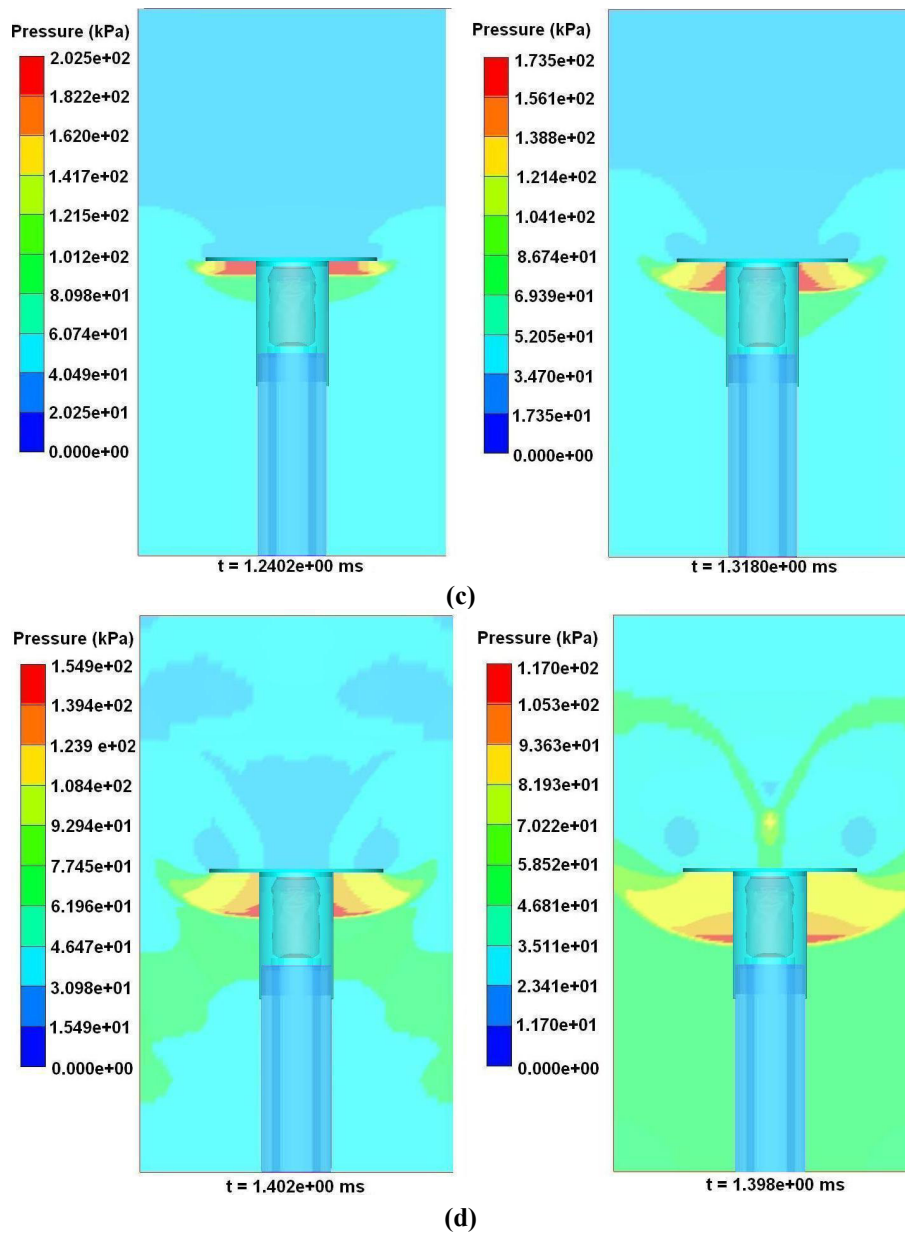 Pressure (kPa)
2.025e+02
1.822e+02
1.620e+02
1.417e+02
1.215e+02
1.012e+02
8.098e+01
6.074e+01
4.049e+01
2.025e+01
0.000e+00
t = 1.2402e+00 ms
Pressure (kPa)
1.735e+02
1.561e+02
1.388e+02
1.214e+02
1.041e+02
8.674e+01
6.939e+01
5.205e+01
3.470e+01
1.735e+01
0.000e+00
t = 1.3180e+00 ms
(c)
Pressure (kPa)
1.549e+02
1.394e+02
1.239 e+02
1.084e+02
9.294e+01
7.745e+01
6.196e+01
4.647e+01
3.098e+01
1.549e+01
0.000e+00
t = 1.402e+00 ms
Pressure (kPa)
1.170e+02
1.053e+02
9.363e+01
8.193e+01
7.022e+01
5.852e+01
4.681e+01
3.511e+01
2.341e+01
1.170e+01
0.000e+00
t = 1.398e+00 ms
(d)